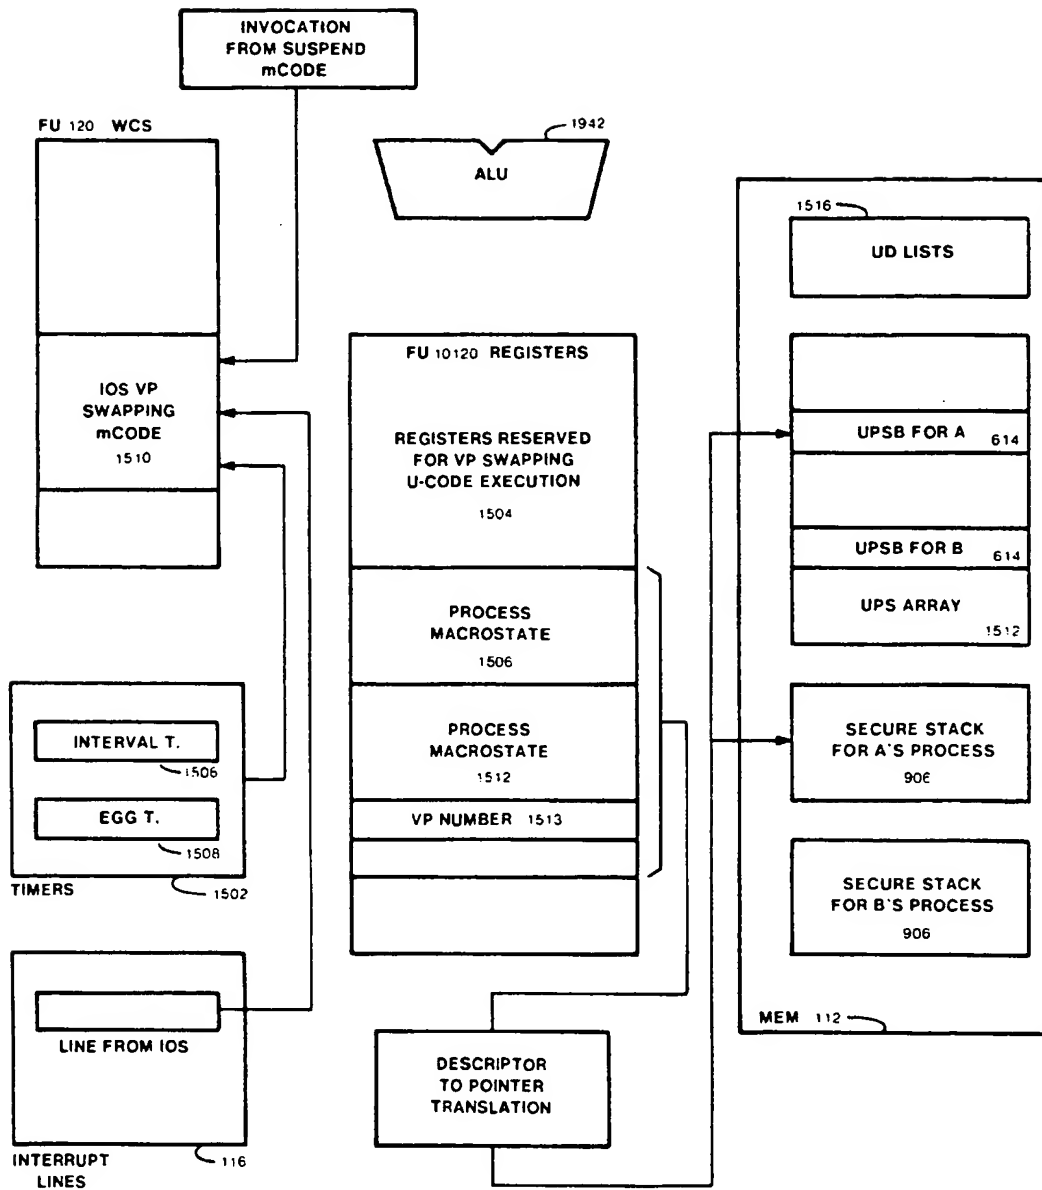 INVOCATION
FROM SUSPEND
mCODE
FU 120 WCS
IOS VP
SWAPPING
mCODE
1510
1942
ALU
FU 10120 REGISTERS
REGISTERS RESERVED
FOR VP SWAPPING
U-CODE EXECUTION
1504
PROCESS
MACROSTATE
1506
PROCESS
MACROSTATE
1512
VP NUMBER 1513
INTERVAL T.
1506
EGG T.
1508
TIMERS
1502
LINE FROM IOS
INTERRUPT
LINES
116
DESCRIPTOR
TO POINTER
TRANSLATION
1516
UD LISTS
UPSB FOR A 614
UPSB FOR B 614
UPS ARRAY
1512
SECURE STACK
FOR A'S PROCESS
906
SECURE STACK
FOR B'S PROCESS
906
MEM 112